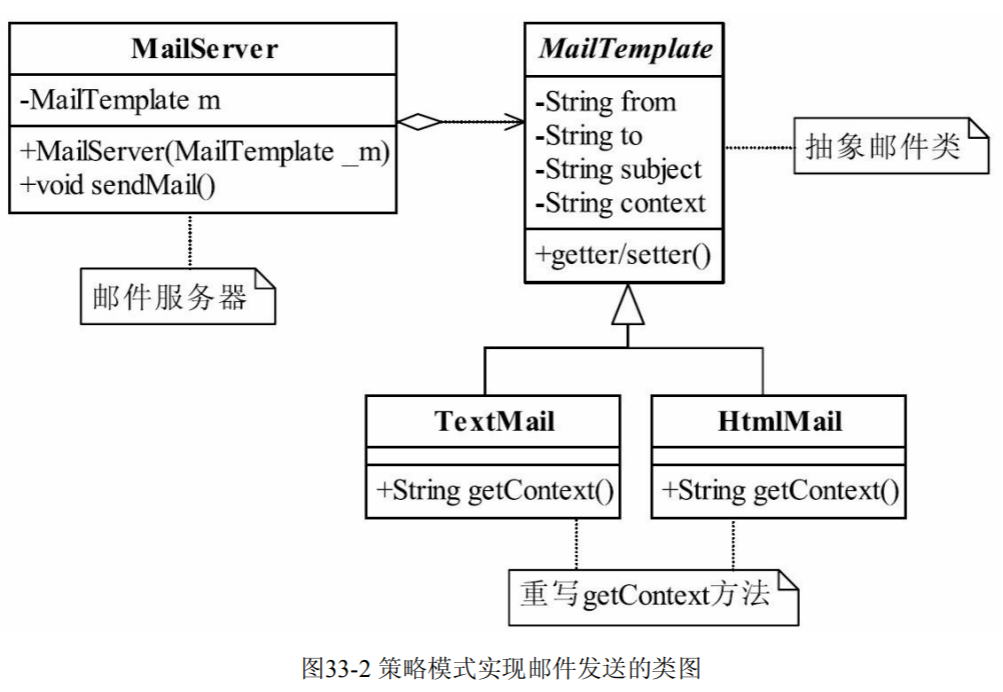 MailServer
-MailTemplate m
+MailServer(MailTemplate _m)
+void sendMail()
邮件服务器
MailTemplate
-String from
-String to
-String subject
-String context
+getter/setter()
抽象邮件类
TextMail
+String getContext()
HtmlMail
+String getContext()
重写getContext方法
图33-2 策略模式实现邮件发送的类图